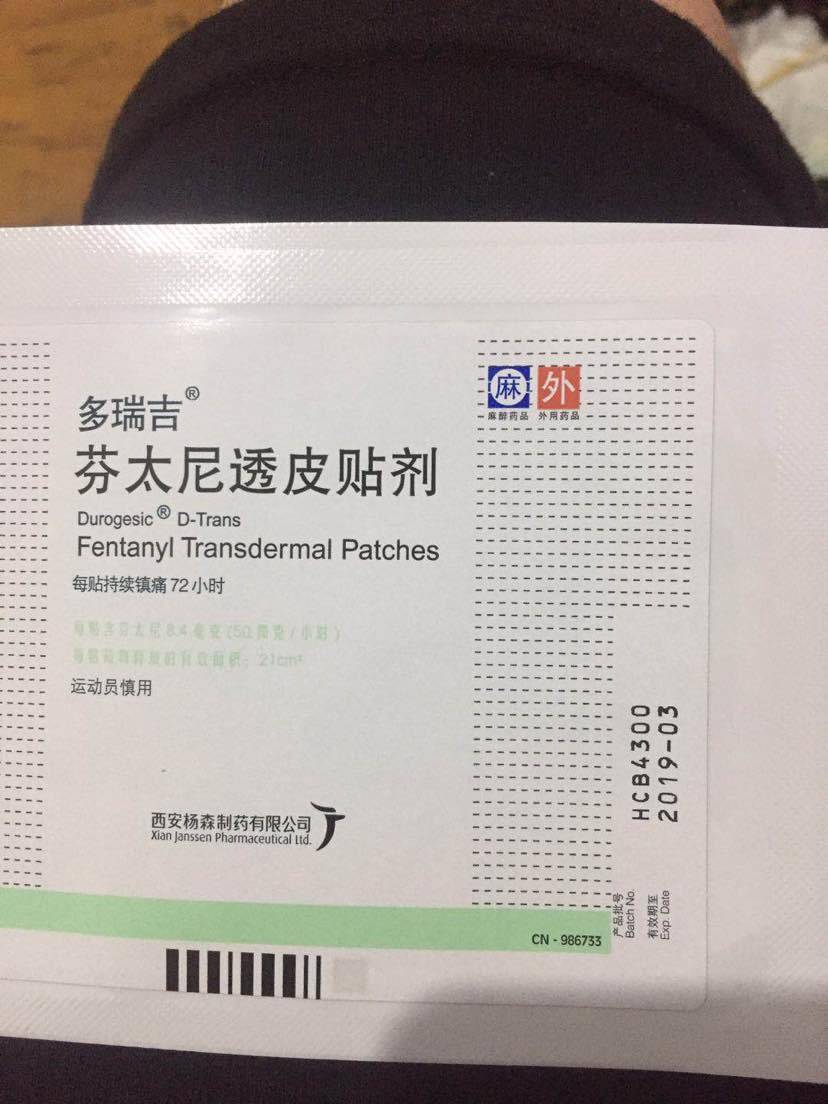 多瑞吉®
芬太尼透皮贴剂
Durogesic® D-Trans
Fentanyl Transdermal Patches
每贴持续镇痛72小时
每贴含芬太尼8.4毫克(50微克/小时)
每贴药物释放的有效面积:21cm²
运动员慎用
麻 外
麻醉药品 外用药品
西安杨森制药有限公司
Xian Janssen Pharmaceutical Ltd.
HCB4300
2019-03
产品批号
Batch No.
有效期至
Exp. Date
CN - 986733